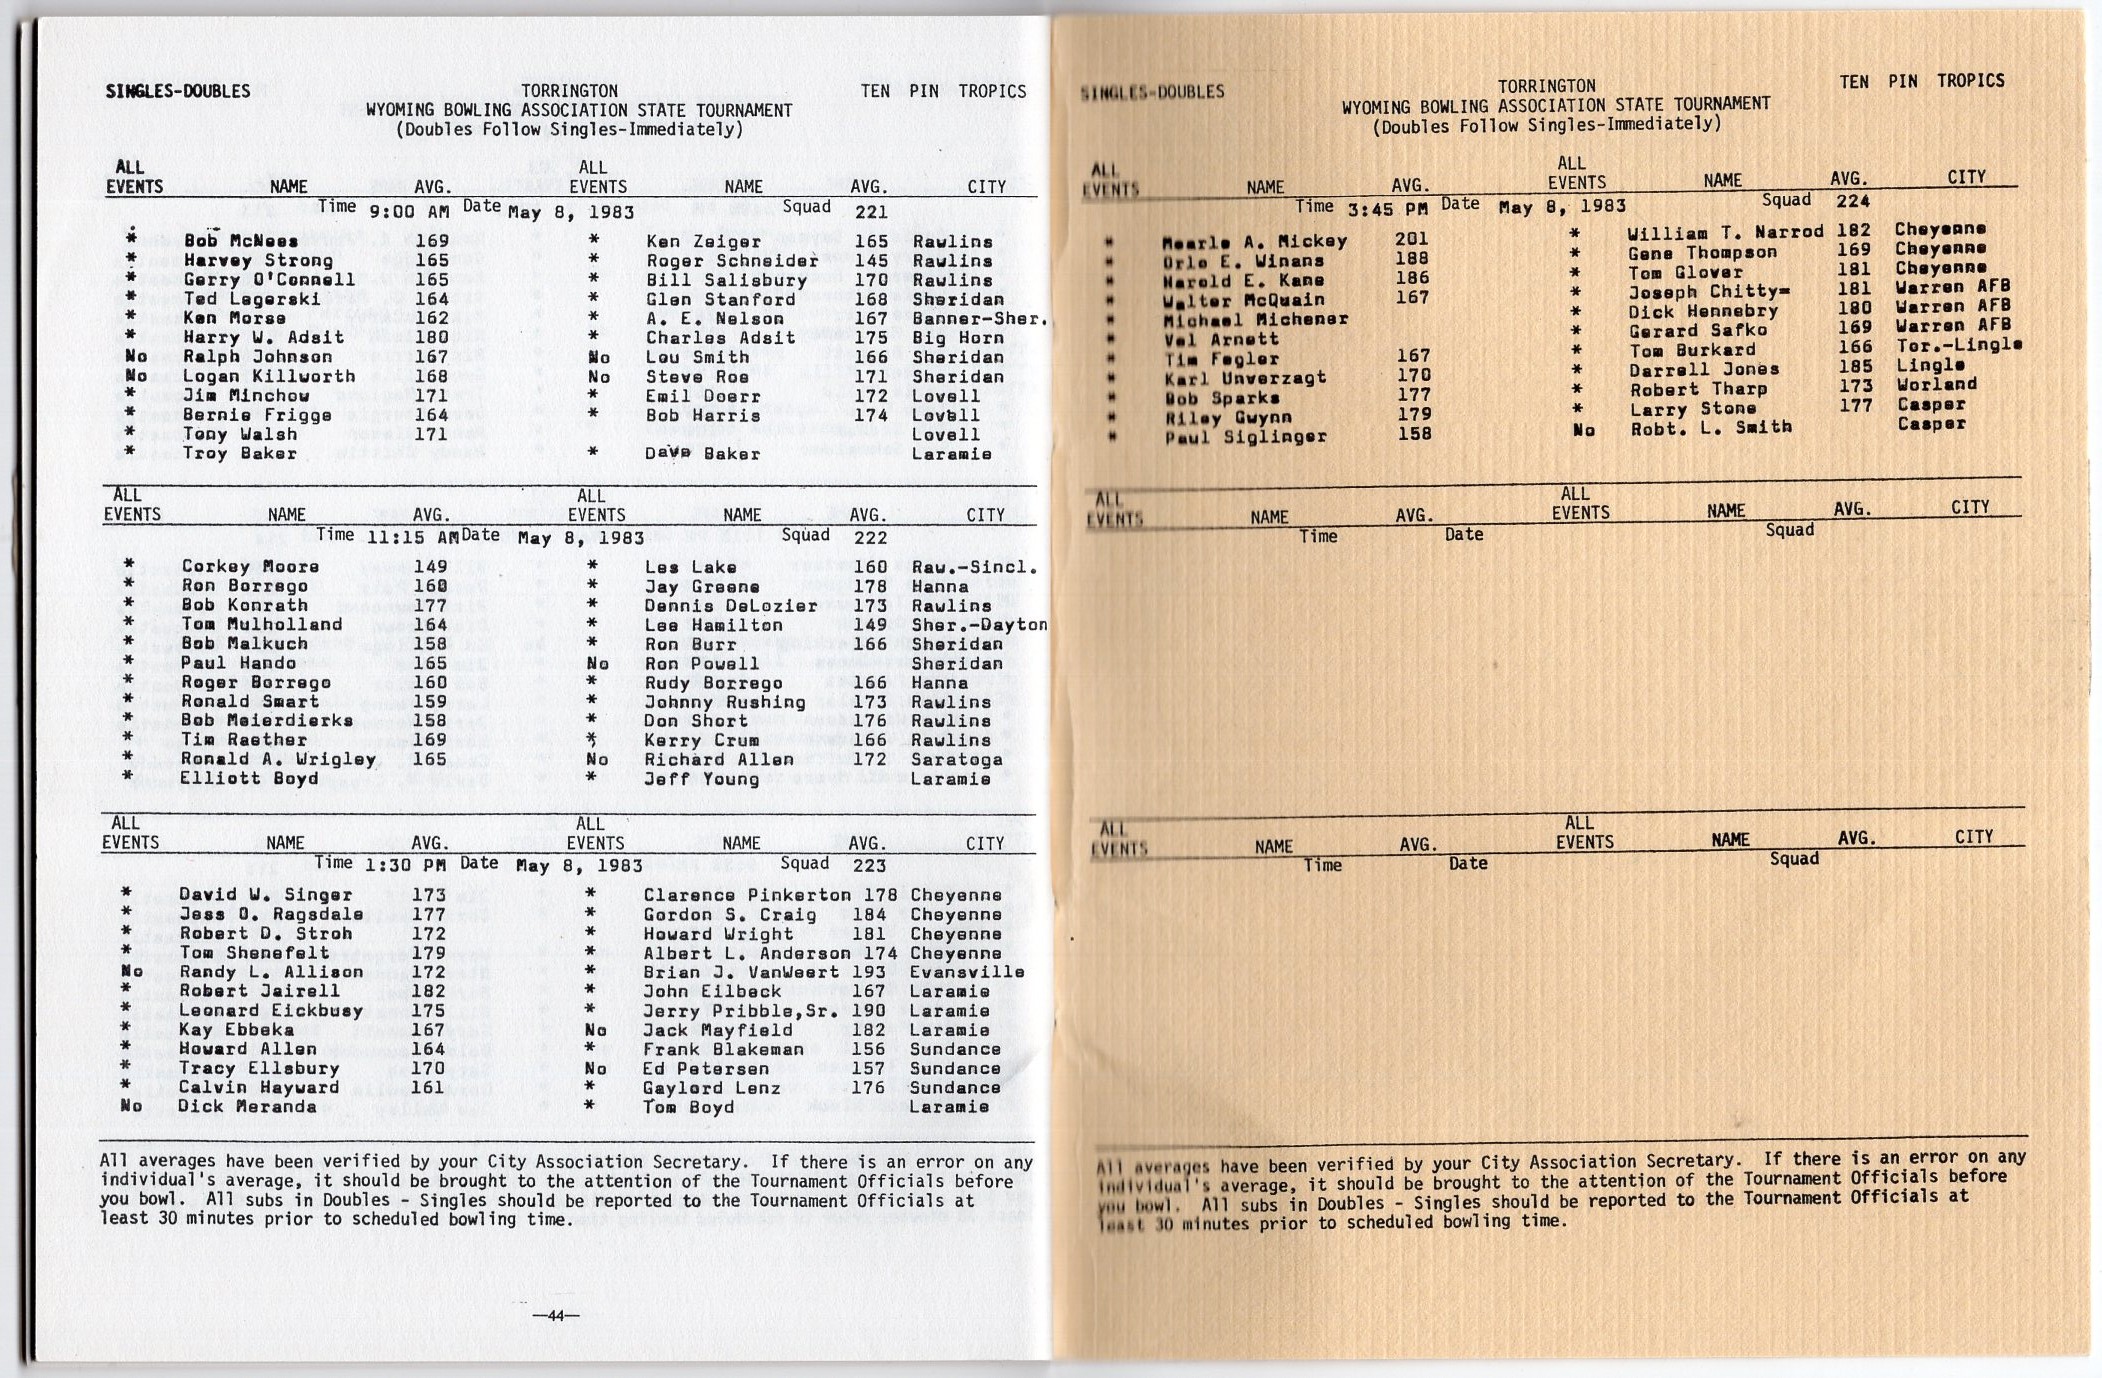 SINGLES-DOUBLES TORRINGTON TEN PIN TROPICS
WYOMING BOWLING ASSOCIATION STATE TOURNAMENT
(Doubles Follow Singles-Immediately)
ALL ALL
EVENTS NAME AVG. EVENTS NAME AVG. CITY
Time 9:00 AM Date May 8, 1983 Squad 221
* Bob McNees 169 * Ken Zeiger 165 Rawlins
* Harvey Strong 165 * Roger Schneider 145 Rawlins
* Gerry O'Connell 165 * Bill Salisbury 170 Rawlins
* Ted Legerski 164 * Glen Stanford 168 Sheridan
* Ken Morse 162 * A. E. Nelson 167 Banner-Sher.
* Harry W. Adsit 180 * Charles Adsit 175 Big Horn
No Ralph Johnson 167 No Lou Smith 166 Sheridan
No Logan Killworth 168 No Steve Roe 171 Sheridan
* Jim Minchow 171 * Emil Doerr 172 Lovell
* Bernie Frigge 164 * Bob Harris 174 Lovell
* Tony Walsh 171 Lovell
* Troy Baker * Dave Baker Laramie
ALL ALL
EVENTS NAME AVG. EVENTS NAME AVG. CITY
Time 11:15 AM Date May 8, 1983 Squad 222
* Corkey Moore 149 * Les Lake 160 Raw.-Sincl.
* Ron Borrego 160 * Jay Greene 178 Hanna
* Bob Konrath 177 * Dennis DeLozier 173 Rawlins
* Tom Mulholland 164 * Lee Hamilton 149 Sher.-Dayton
* Bob Malkuch 158 * Ron Burr 166 Sheridan
* Paul Hando 165 No Ron Powell Sheridan
* Roger Borrego 160 * Rudy Borrego 166 Hanna
* Ronald Smart 159 * Johnny Rushing 173 Rawlins
* Bob Meierdierks 158 * Don Short 176 Rawlins
* Tim Raether 169 * Kerry Crum 166 Rawlins
* Ronald A. Wrigley 165 No Richard Allen 172 Saratoga
* Elliott Boyd * Jeff Young Laramie
ALL ALL
EVENTS NAME AVG. EVENTS NAME AVG. CITY
Time 1:30 PM Date May 8, 1983 Squad 223
* David W. Singer 173 * Clarence Pinkerton 178 Cheyenne
* Jess O. Ragsdale 177 * Gordon S. Craig 184 Cheyenne
* Robert D. Stroh 172 * Howard Wright 181 Cheyenne
* Tom Shenefelt 179 * Albert L. Anderson 174 Cheyenne
No Randy L. Allison 172 * Brian J. VanWeert 193 Evansville
* Robert Jairell 182 * John Eilbeck 167 Laramie
* Leonard Eickbusy 175 * Jerry Pribble,Sr. 190 Laramie
* Kay Ebbeka 167 No Jack Mayfield 182 Laramie
* Howard Allen 164 * Frank Blakeman 156 Sundance
* Tracy Ellsbury 170 No Ed Petersen 157 Sundance
* Calvin Hayward 161 * Gaylord Lenz 176 Sundance
No Dick Meranda * Tom Boyd Laramie
All averages have been verified by your City Association Secretary. If there is an error on any
individual's average, it should be brought to the attention of the Tournament Officials before
you bowl. All subs in Doubles - Singles should be reported to the Tournament Officials at
least 30 minutes prior to scheduled bowling time.
—44—
SINGLES-DOUBLES TORRINGTON TEN PIN TROPICS
WYOMING BOWLING ASSOCIATION STATE TOURNAMENT
(Doubles Follow Singles-Immediately)
ALL ALL
EVENTS NAME AVG. EVENTS NAME AVG. CITY
Time 3:45 PM Date May 8, 1983 Squad 224
* Mearle A. Mickey 201 * William T. Narrod 182 Cheyenne
* Orle E. Winans 188 * Gene Thompson 169 Cheyenne
* Harold E. Kane 186 * Tom Glover 181 Cheyenne
* Walter McQuain 167 * Joseph Chitty= 181 Warren AFB
* Michael Michener * Dick Hennebry 180 Warren AFB
* Val Arnett * Gerard Safko 169 Warren AFB
* Tim Fegler 167 * Tom Burkard 166 Tor.-Lingle
* Karl Unverzagt 170 * Darrell Jones 185 Lingle
* Bob Sparks 177 * Robert Tharp 173 Worland
* Riley Gwynn 179 * Larry Stone 177 Casper
* Paul Siglinger 158 No Robt. L. Smith Casper
ALL ALL
EVENTS NAME AVG. EVENTS NAME AVG. CITY
Time Date Squad
ALL ALL
EVENTS NAME AVG. EVENTS NAME AVG. CITY
Time Date Squad
All averages have been verified by your City Association Secretary. If there is an error on any
individual's average, it should be brought to the attention of the Tournament Officials before
you bowl. All subs in Doubles - Singles should be reported to the Tournament Officials at
least 30 minutes prior to scheduled bowling time.